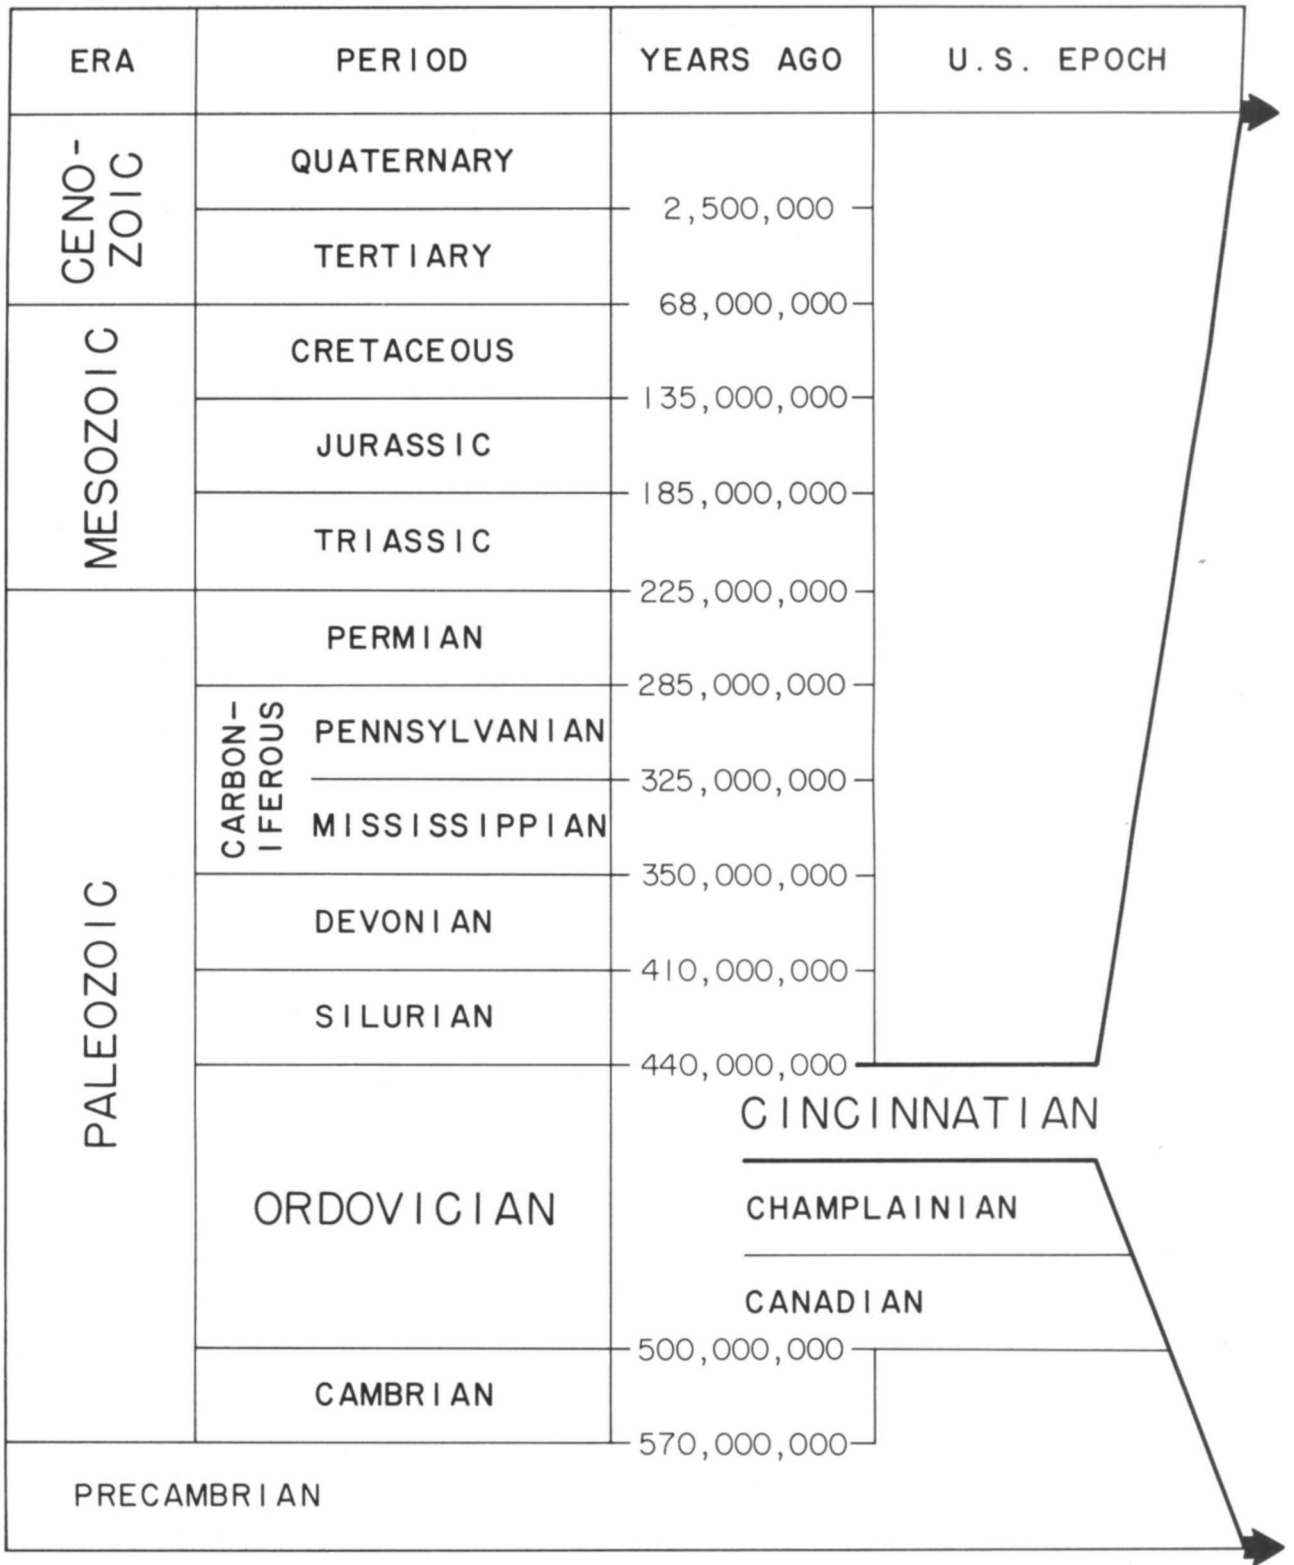 ERA PERIOD YEARS AGO U.S. EPOCH
CENO-
ZOIC
QUATERNARY
2,500,000
TERTIARY
68,000,000
MESOZOIC
CRETACEOUS
135,000,000
JURASSIC
185,000,000
TRIASSIC
225,000,000
PALEOZOIC
PERMIAN
285,000,000
CARBON-
IFEROUS
PENNSYLVANIAN
325,000,000
MISSISSIPPIAN
350,000,000
DEVONIAN
410,000,000
SILURIAN
440,000,000
CINCINNATIAN
ORDOVICIAN
CHAMPLAINIAN
CANADIAN
500,000,000
CAMBRIAN
570,000,000
PRECAMBRIAN